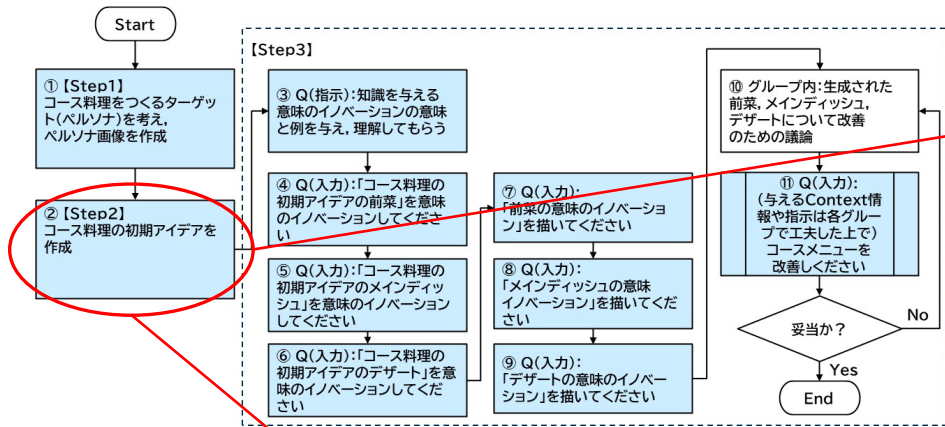 Start
① 【Step1】
コース料理をつくるターゲッ
ト(ペルソナ)を考え，
ペルソナ画像を作成
② 【Step2】
コース料理の初期アイデアを
作成
【Step3】
③ Q(指示)：知識を与える
意味のイノベーションの意味
と例を与え，理解してもらう
④ Q(入力)：「コース料理の
初期アイデアの前菜」を意味
のイノベーションしてくださ
い
⑤ Q(入力)：「コース料理の
初期アイデアのメインディッ
シュ」を意味のイノベーション
してください
⑥ Q(入力)：「コース料理の
初期アイデアのデザート」を意
味のイノベーションしてくだ
さい
⑦ Q(入力)：
「前菜の意味のイノベーショ
ン」を描いてください
⑧ Q(入力)：
「メインディッシュの意味
イノベーション」を描いてくだ
さい
⑨ Q(入力)：
「デザートの意味のイノベー
ション」を描いてください
⑩ グループ内：生成された
前菜，メインディッシュ，
デザートについて改善
のための議論
⑪ Q(入力)：
(与えるContext情
報や指示は各グルー
プで工夫した上で)
コースメニューを
改善しください
妥当か？
No
Yes
End